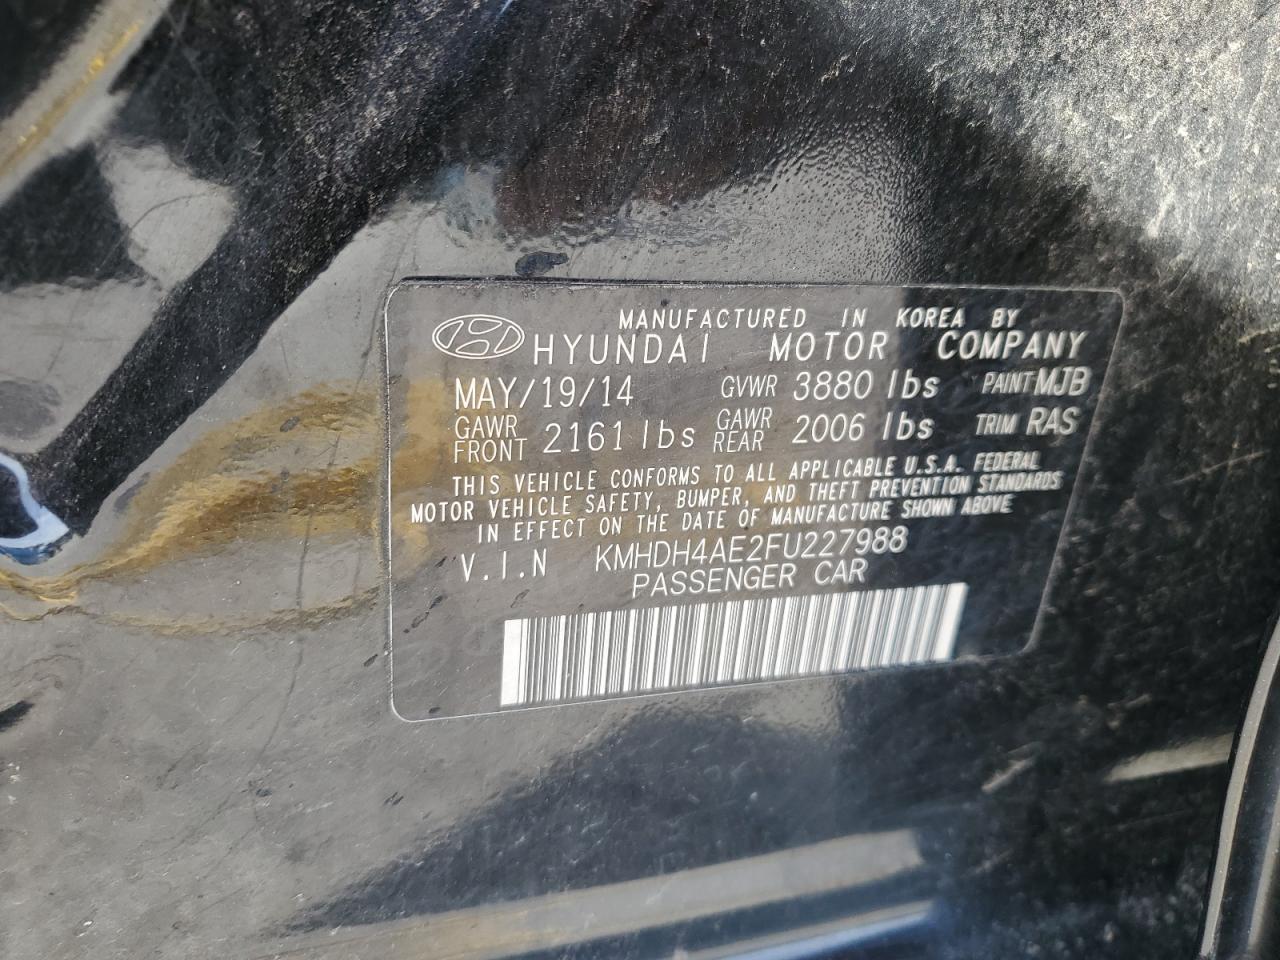 MANUFACTURED IN KOREA BY
HYUNDAI MOTOR COMPANY
MAY/19/14 GVWR 3880 lbs PAINT MJB
GAWR FRONT 2161 lbs GAWR REAR 2006 lbs TRIM RAS
THIS VEHICLE CONFORMS TO ALL APPLICABLE U.S.A. FEDERAL
MOTOR VEHICLE SAFETY, BUMPER, AND THEFT PREVENTION STANDARDS
IN EFFECT ON THE DATE OF MANUFACTURE SHOWN ABOVE
V.I.N KMHDH4AE2FU227988
PASSENGER CAR